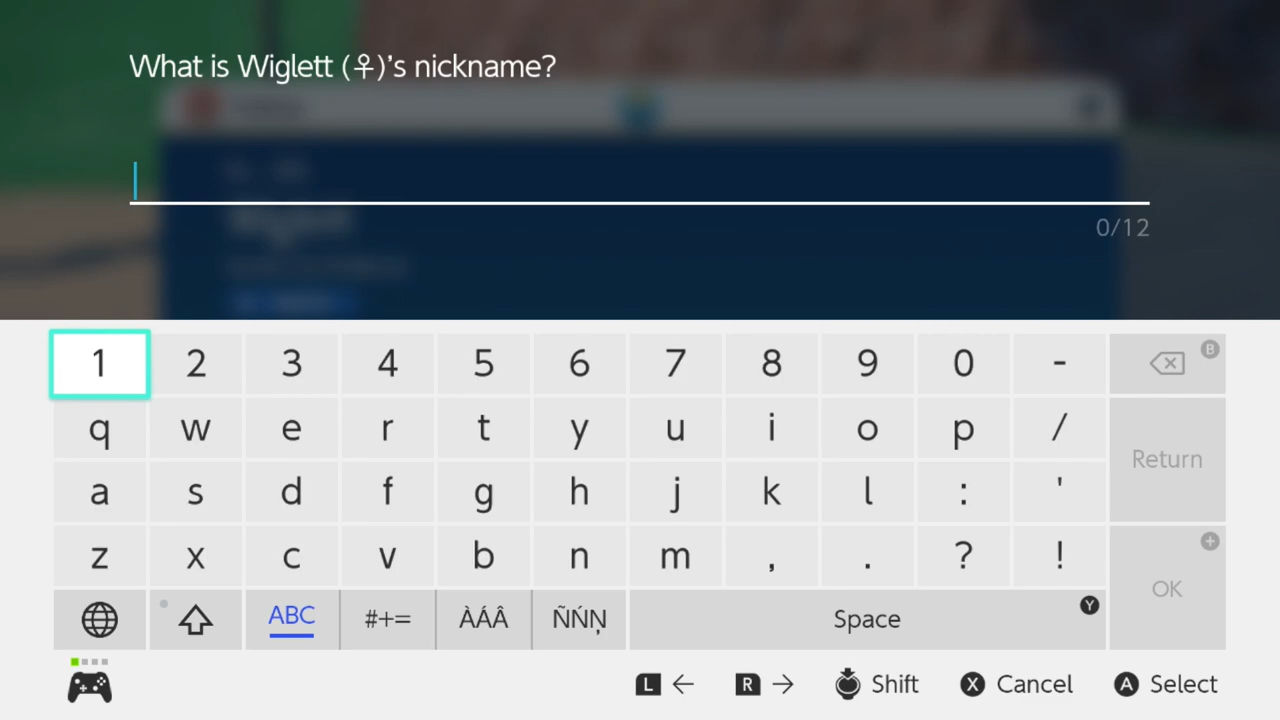 What is Wiglett (♀)'s nickname?
0/12
1 2 3 4 5 6 7 8 9 0 - B
q w e r t y u i o p / Return
a s d f g h j k l : '
z x c v b n m , . ? ! + OK
ABC #+= ÀÁÂ ÑŃŅ Space Y
L ← R → Shift X Cancel A Select